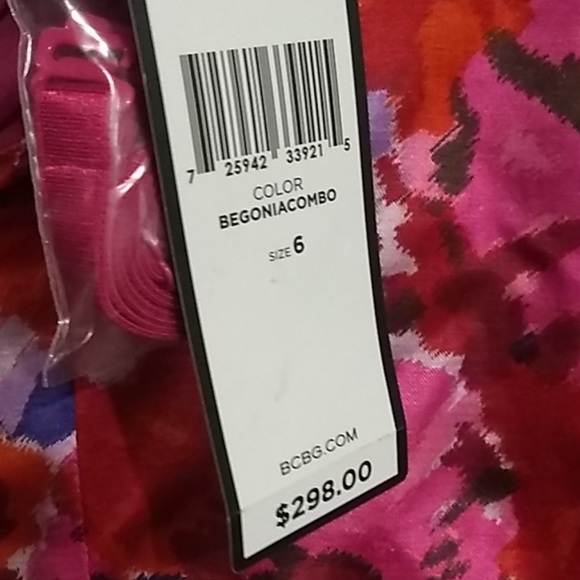 7 25942 33921 5
COLOR
BEGONIACOMBO
SIZE 6
BCBG.COM
$298.00